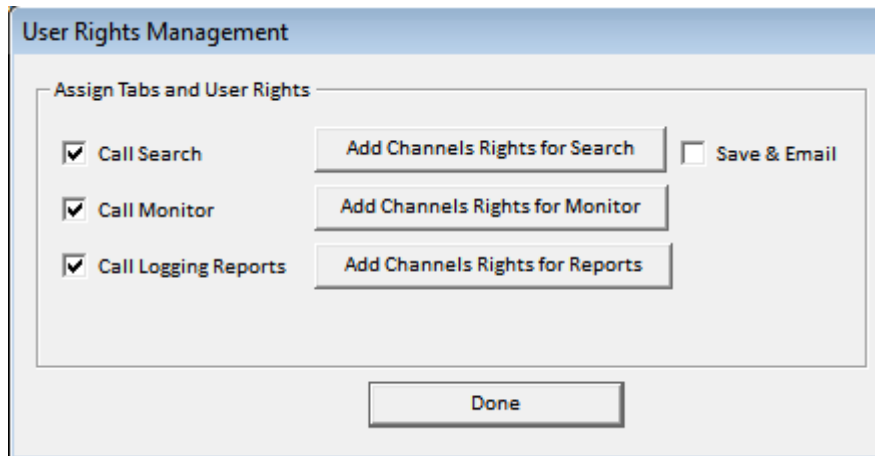 User Rights Management
Assign Tabs and User Rights
Call Search Add Channels Rights for Search Save & Email
Call Monitor Add Channels Rights for Monitor
Call Logging Reports Add Channels Rights for Reports
Done